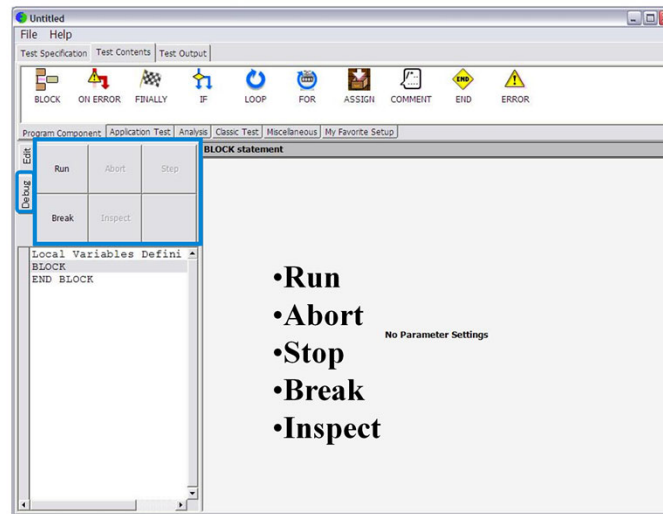 Untitled
File Help
Test Specification Test Contents Test Output
BLOCK ON ERROR FINALLY IF LOOP FOR ASSIGN COMMENT END ERROR
Program Component Application Test Analysis Classic Test Miscellaneous My Favorite Setup
Edit
Debug
Run Abort Step
Break Inspect
BLOCK statement
Local Variables Defini
BLOCK
END BLOCK
•Run
•Abort
•Stop
•Break
•Inspect
No Parameter Settings